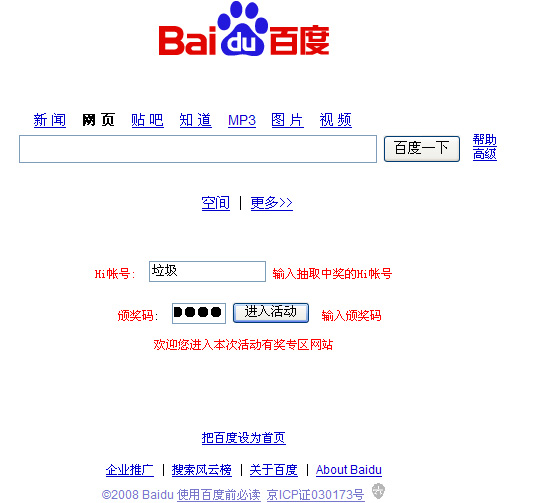 Bai du 百度
新闻 网页 贴吧 知道 MP3 图片 视频
百度一下 帮助
高级
空间 | 更多>>
Hi帐号: 垃圾 输入抽取中奖的Hi帐号
颁奖码: ●●●● 进入活动 输入颁奖码
欢迎您进入本次活动有奖专区网站
把百度设为首页
企业推广 | 搜索风云榜 | 关于百度 | About Baidu
©2008 Baidu 使用百度前必读 京ICP证030173号